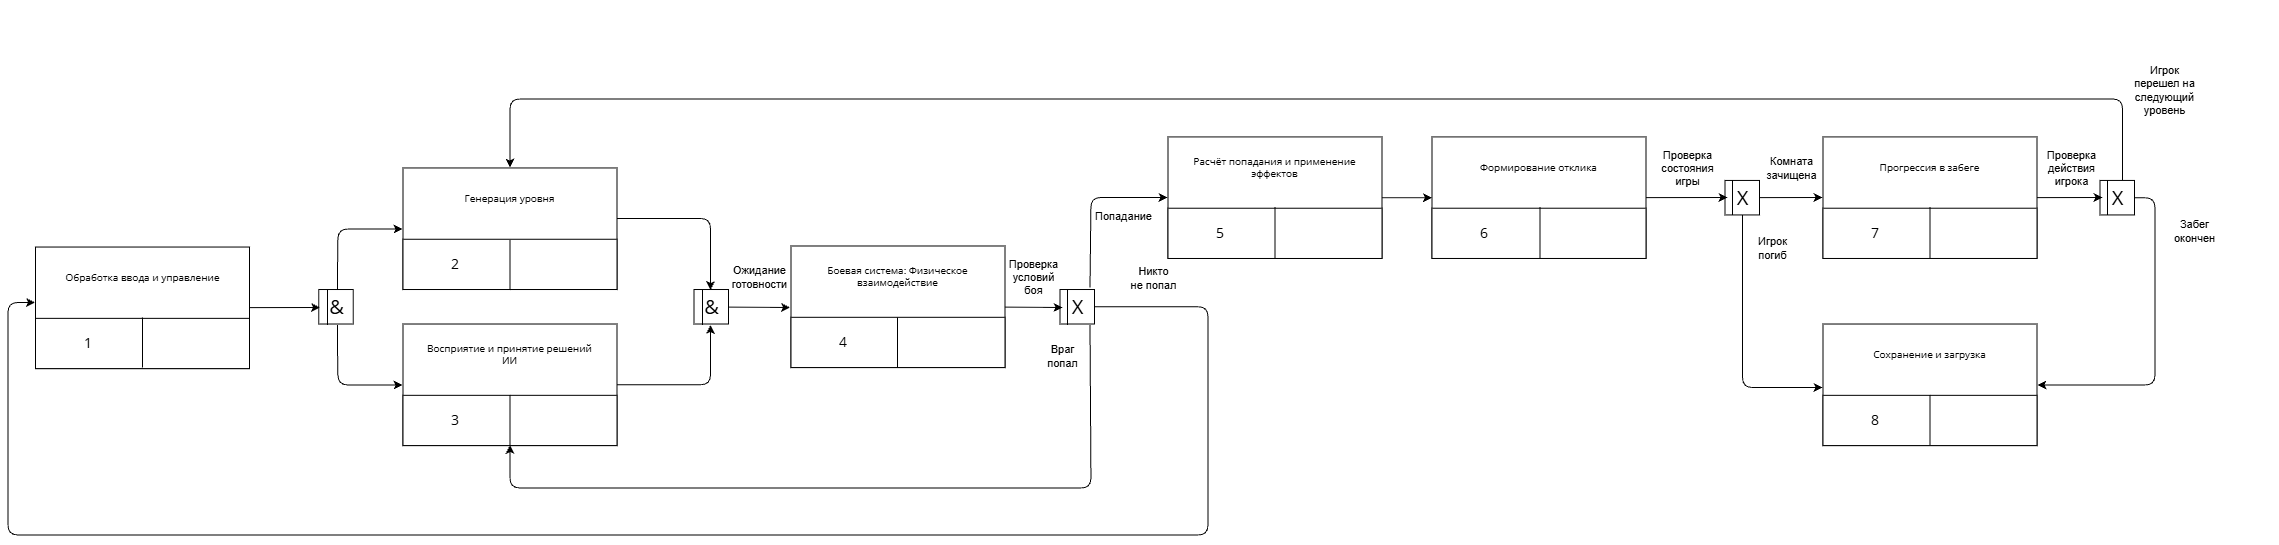 Обработка ввода и управление
1
&
Генерация уровня
2
Восприятие и принятие решений
ИИ
3
&
Ожидание
готовности
Боевая система: Физическое
взаимодействие
4
Проверка
условий
боя
X
Попадание
Никто
не попал
Враг
попал
Расчёт попадания и применение
эффектов
5
Формирование отклика
6
Проверка
состояния
игры
X
Комната
зачищена
Игрок
погиб
Прогрессия в забеге
7
Проверка
действия
игрока
X
Игрок
перешел на
следующий
уровень
Забег
окончен
Сохранение и загрузка
8